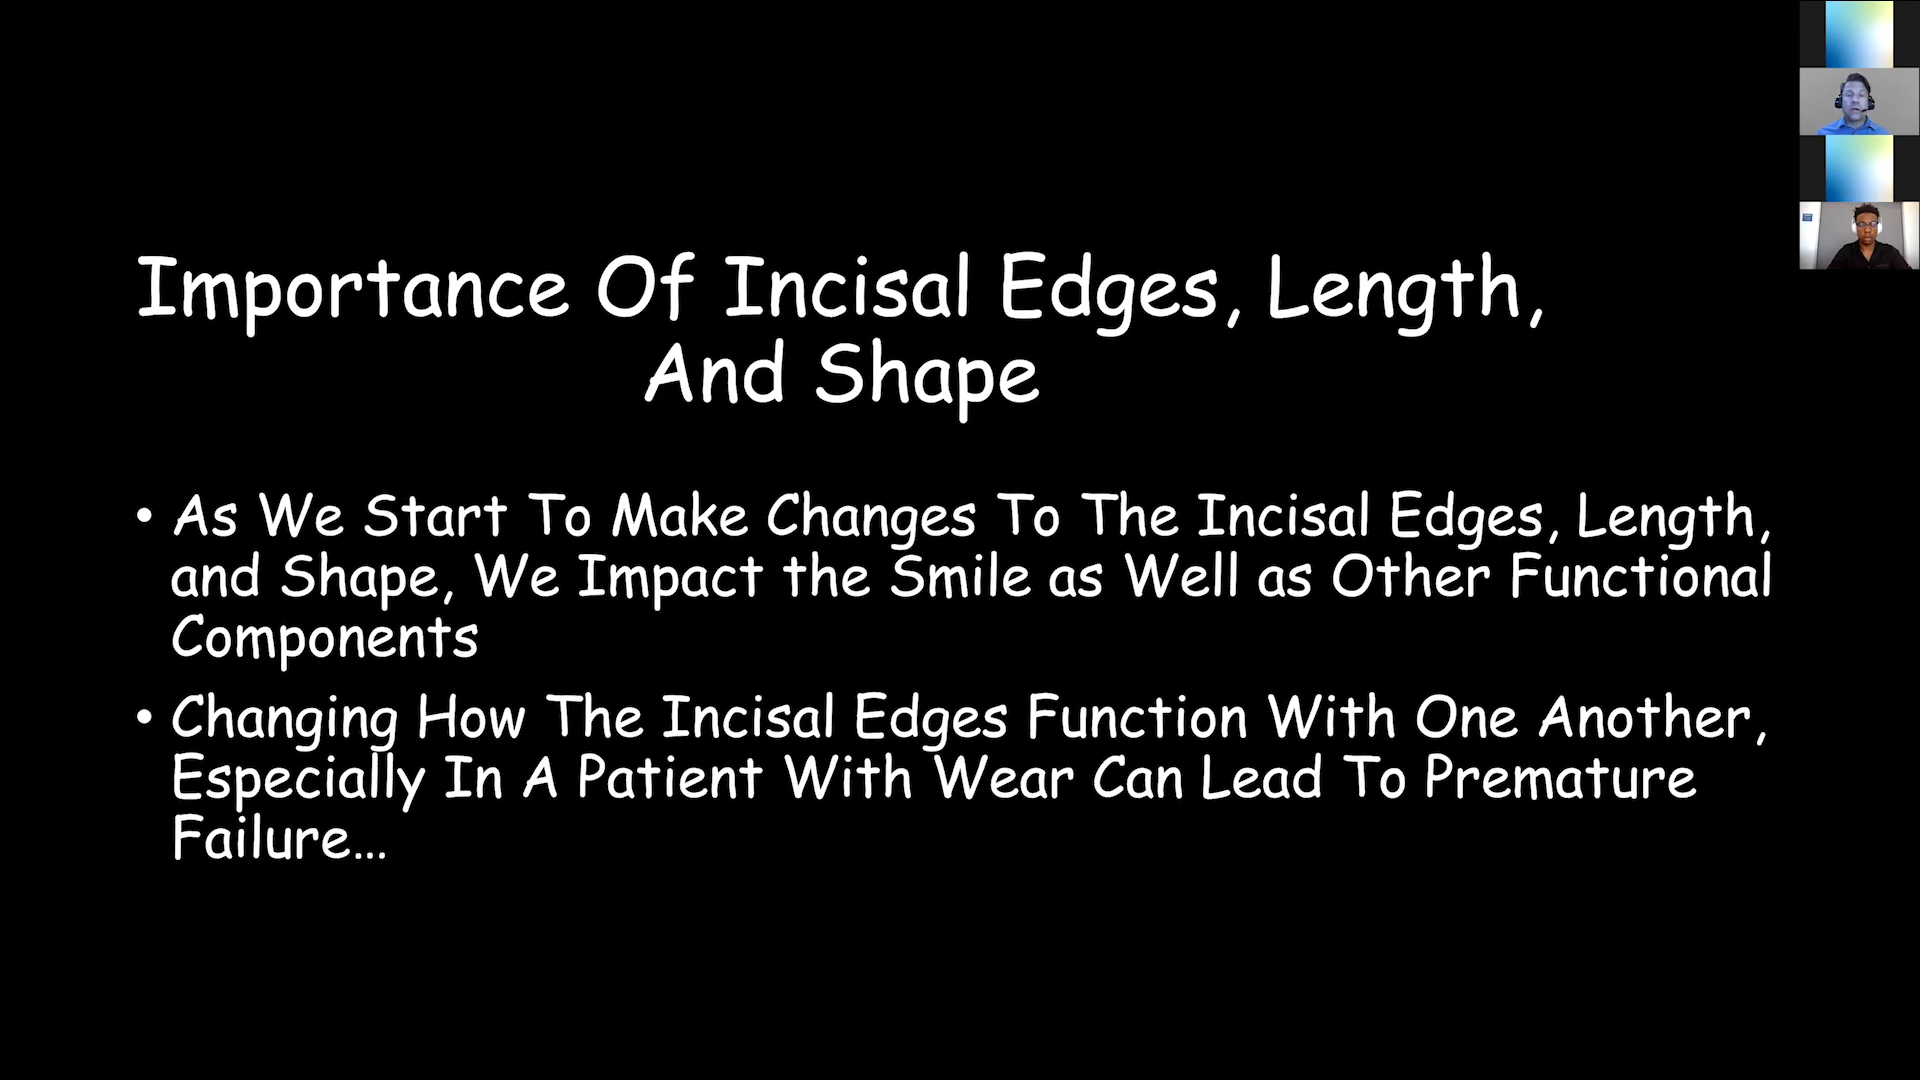 Importance Of Incisal Edges, Length,
And Shape
• As We Start To Make Changes To The Incisal Edges, Length,
and Shape, We Impact the Smile as Well as Other Functional
Components
• Changing How The Incisal Edges Function With One Another,
Especially In A Patient With Wear Can Lead To Premature
Failure…